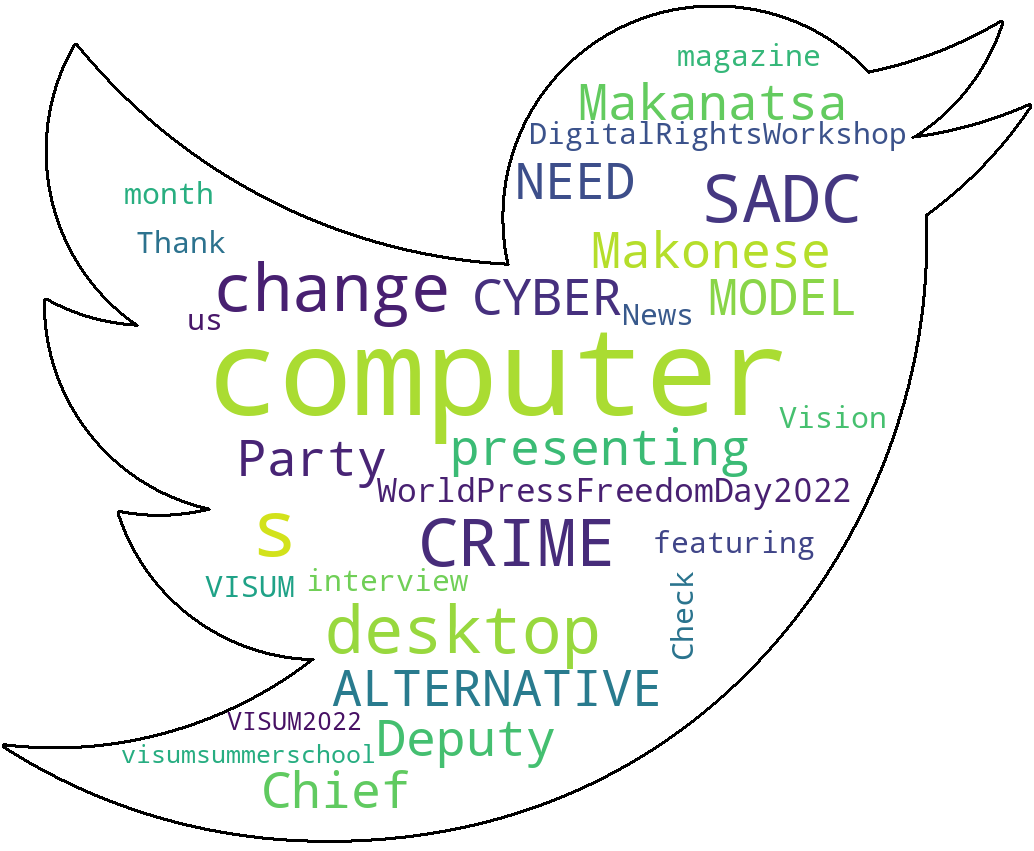 magazine
Makanatsa
DigitalRightsWorkshop
NEED
SADC
month
Thank
Makonese
change
CYBER
MODEL
us
News
computer
Vision
Party
presenting
WorldPressFreedomDay2022
s
CRIME
featuring
VISUM
interview
Check
desktop
ALTERNATIVE
VISUM2022
Deputy
visumsummerschool
Chief